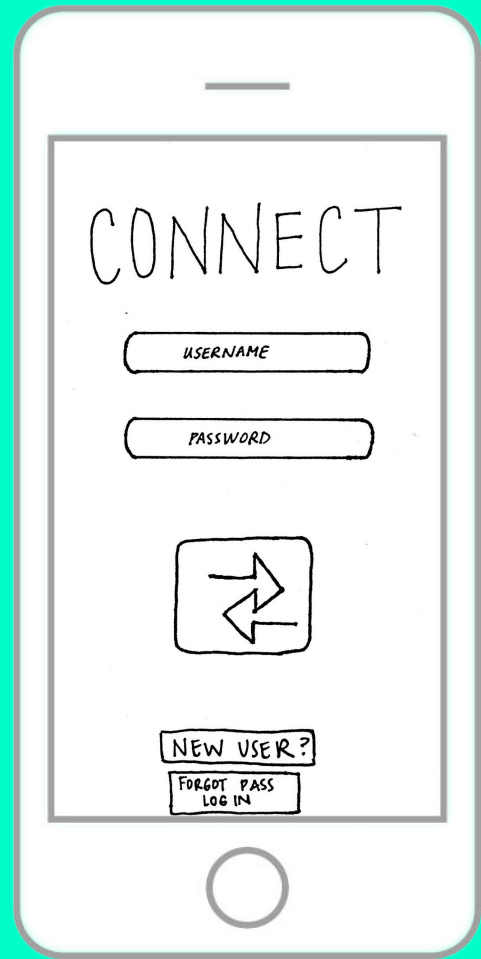 CONNECT
USERNAME
PASSWORD
NEW USER?
FORGOT PASS
LOG IN